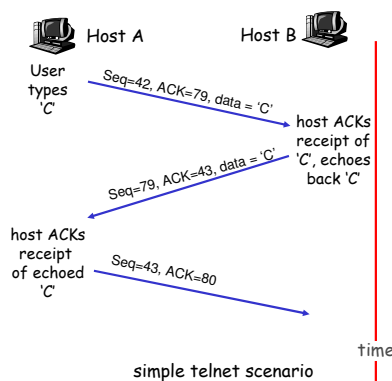 Host A
Host B
User
types
‘C’
Seq=42, ACK=79, data = ‘C’
host ACKs
receipt of
‘C’, echoes
back ‘C’
Seq=79, ACK=43, data = ‘C’
host ACKs
receipt
of echoed
‘C’
Seq=43, ACK=80
time
simple telnet scenario